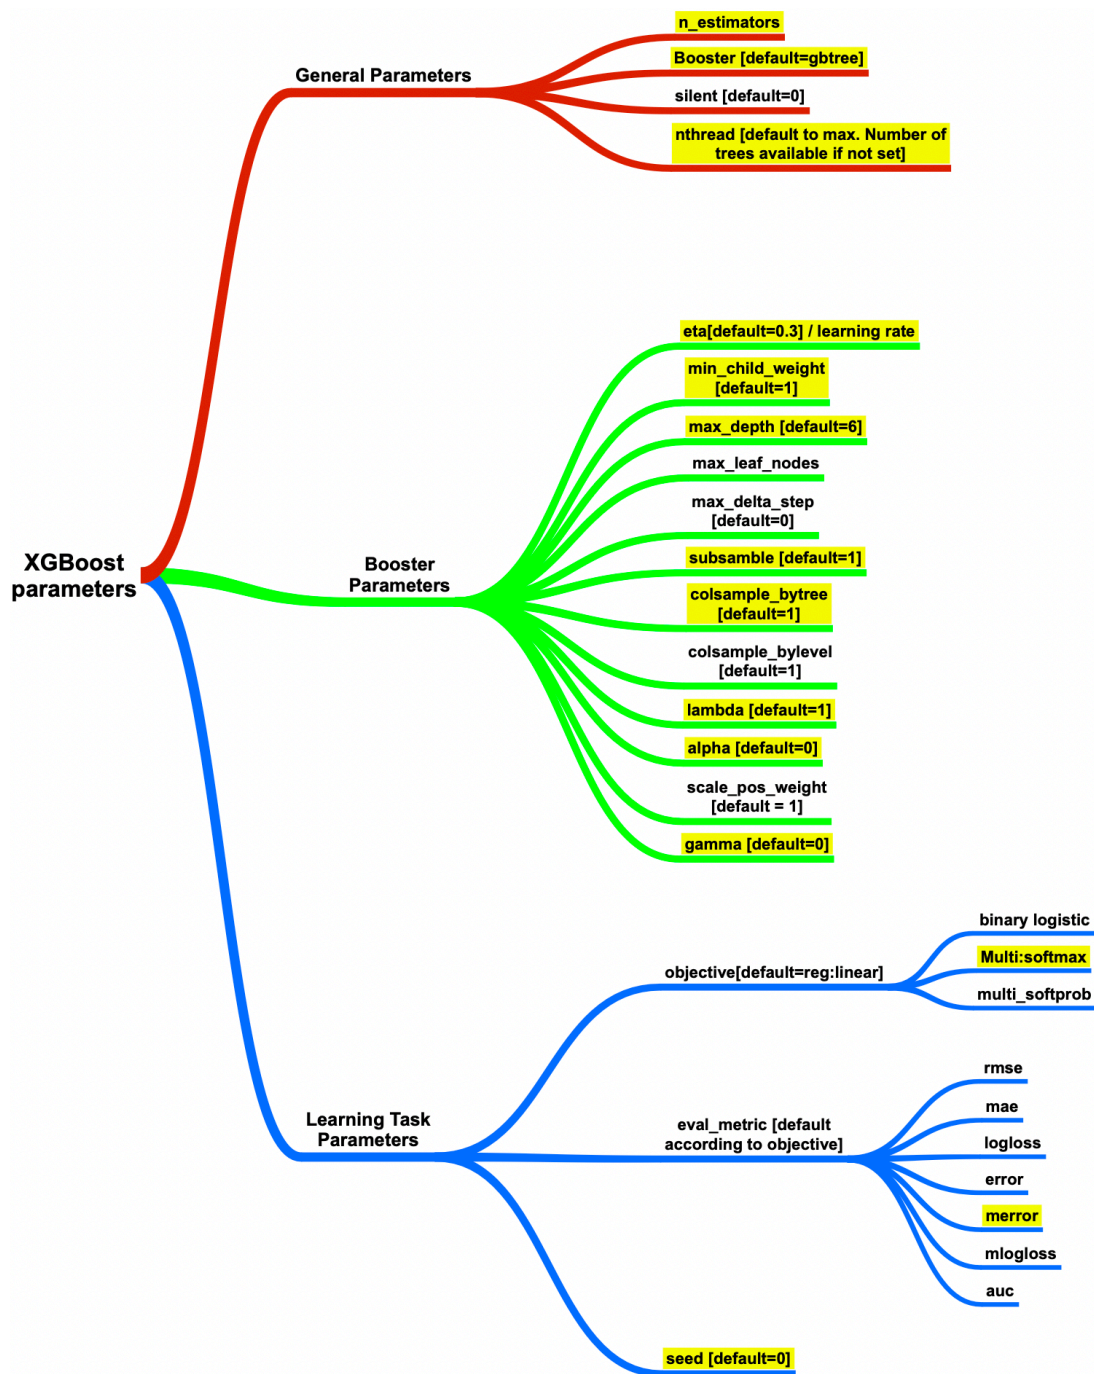 n_estimators
Booster [default=gbtree]
General Parameters
silent [default=0]
nthread [default to max. Number of
trees available if not set]
eta[default=0.3] / learning rate
min_child_weight
[default=1]
max_depth [default=6]
max_leaf_nodes
max_delta_step
[default=0]
XGBoost
parameters
Booster
Parameters
subsamble [default=1]
colsample_bytree
[default=1]
colsample_bylevel
[default=1]
lambda [default=1]
alpha [default=0]
scale_pos_weight
[default = 1]
gamma [default=0]
binary logistic
objective[default=reg:linear]
Multi:softmax
multi_softprob
Learning Task
Parameters
eval_metric [default
according to objective]
rmse
mae
logloss
error
merror
mlogloss
auc
seed [default=0]